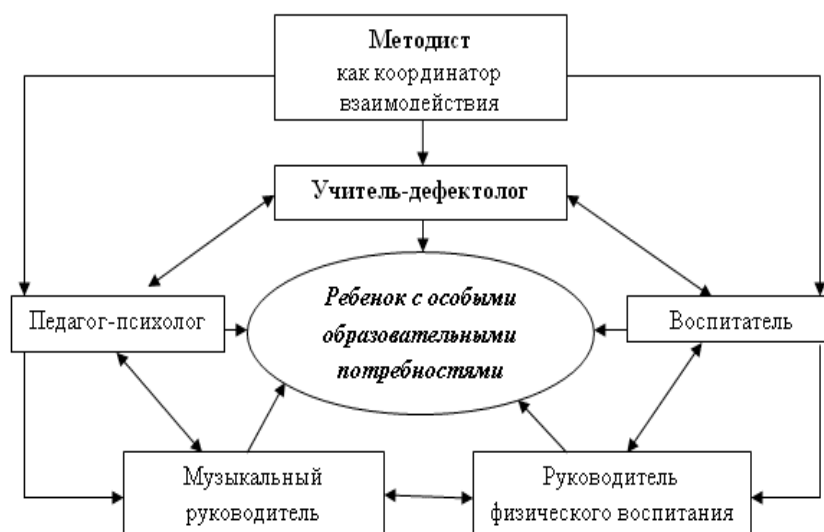 Методист
как координатор
взаимодействия
Учитель-дефектолог
Ребенок с особыми
образовательными
потребностями
Педагог-психолог
Воспитатель
Музыкальный
руководитель
Руководитель
физического воспитания